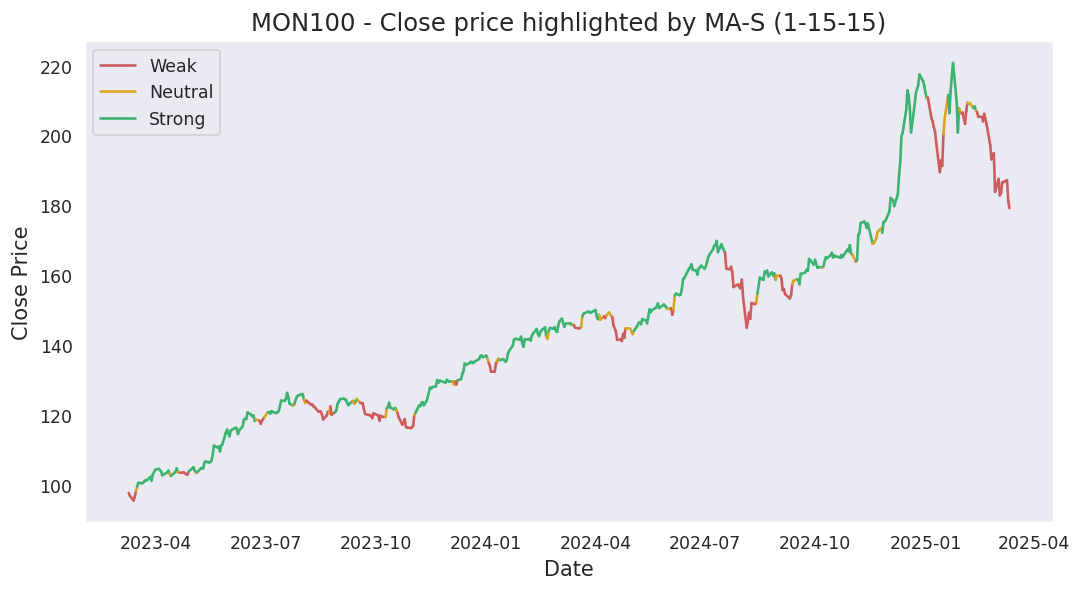 MON100 - Close price highlighted by MA-S (1-15-15)
Weak
Neutral
Strong
220
200
180
160
140
120
100
Close Price
2023-04 2023-07 2023-10 2024-01 2024-04 2024-07 2024-10 2025-01 2025-04
Date